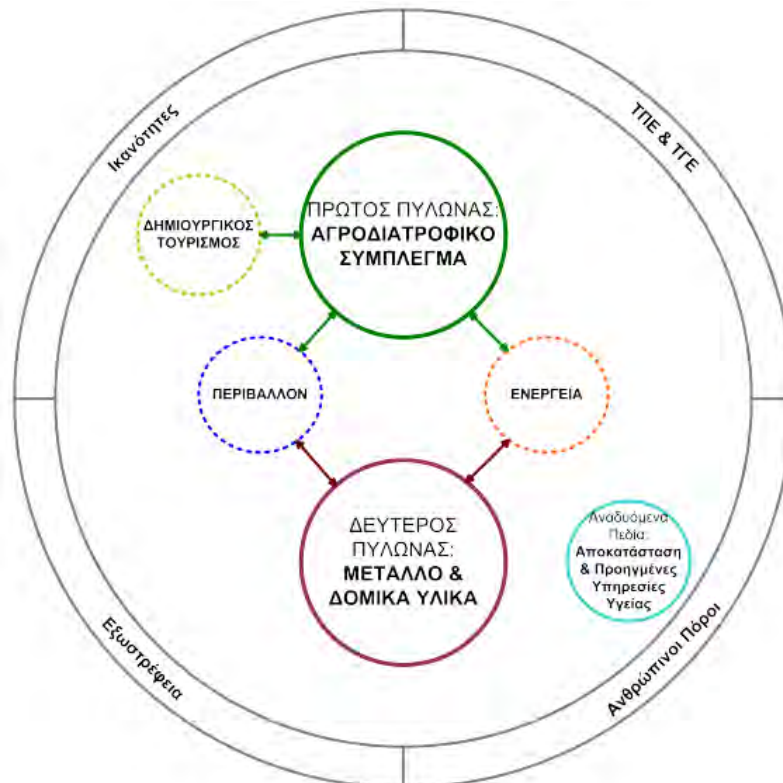 Ικανότητες
ΤΠΕ & ΤΓΕ
ΠΡΩΤΟΣ ΠΥΛΩΝΑΣ:
ΑΓΡΟΔΙΑΤΡΟΦΙΚΟ
ΣΥΜΠΛΕΓΜΑ
ΔΗΜΙΟΥΡΓΙΚΟΣ
ΤΟΥΡΙΣΜΟΣ
ΠΕΡΙΒΑΛΛΟΝ
ΕΝΕΡΓΕΙΑ
ΔΕΥΤΕΡΟΣ
ΠΥΛΩΝΑΣ:
ΜΕΤΑΛΛΟ &
ΔΟΜΙΚΑ ΥΛΙΚΑ
Αναδυόμενα
Πεδία:
Αποκατάσταση
& Προηγμένες
Υπηρεσίες
Υγείας
Εξωστρέφεια
Ανθρώπινοι Πόροι